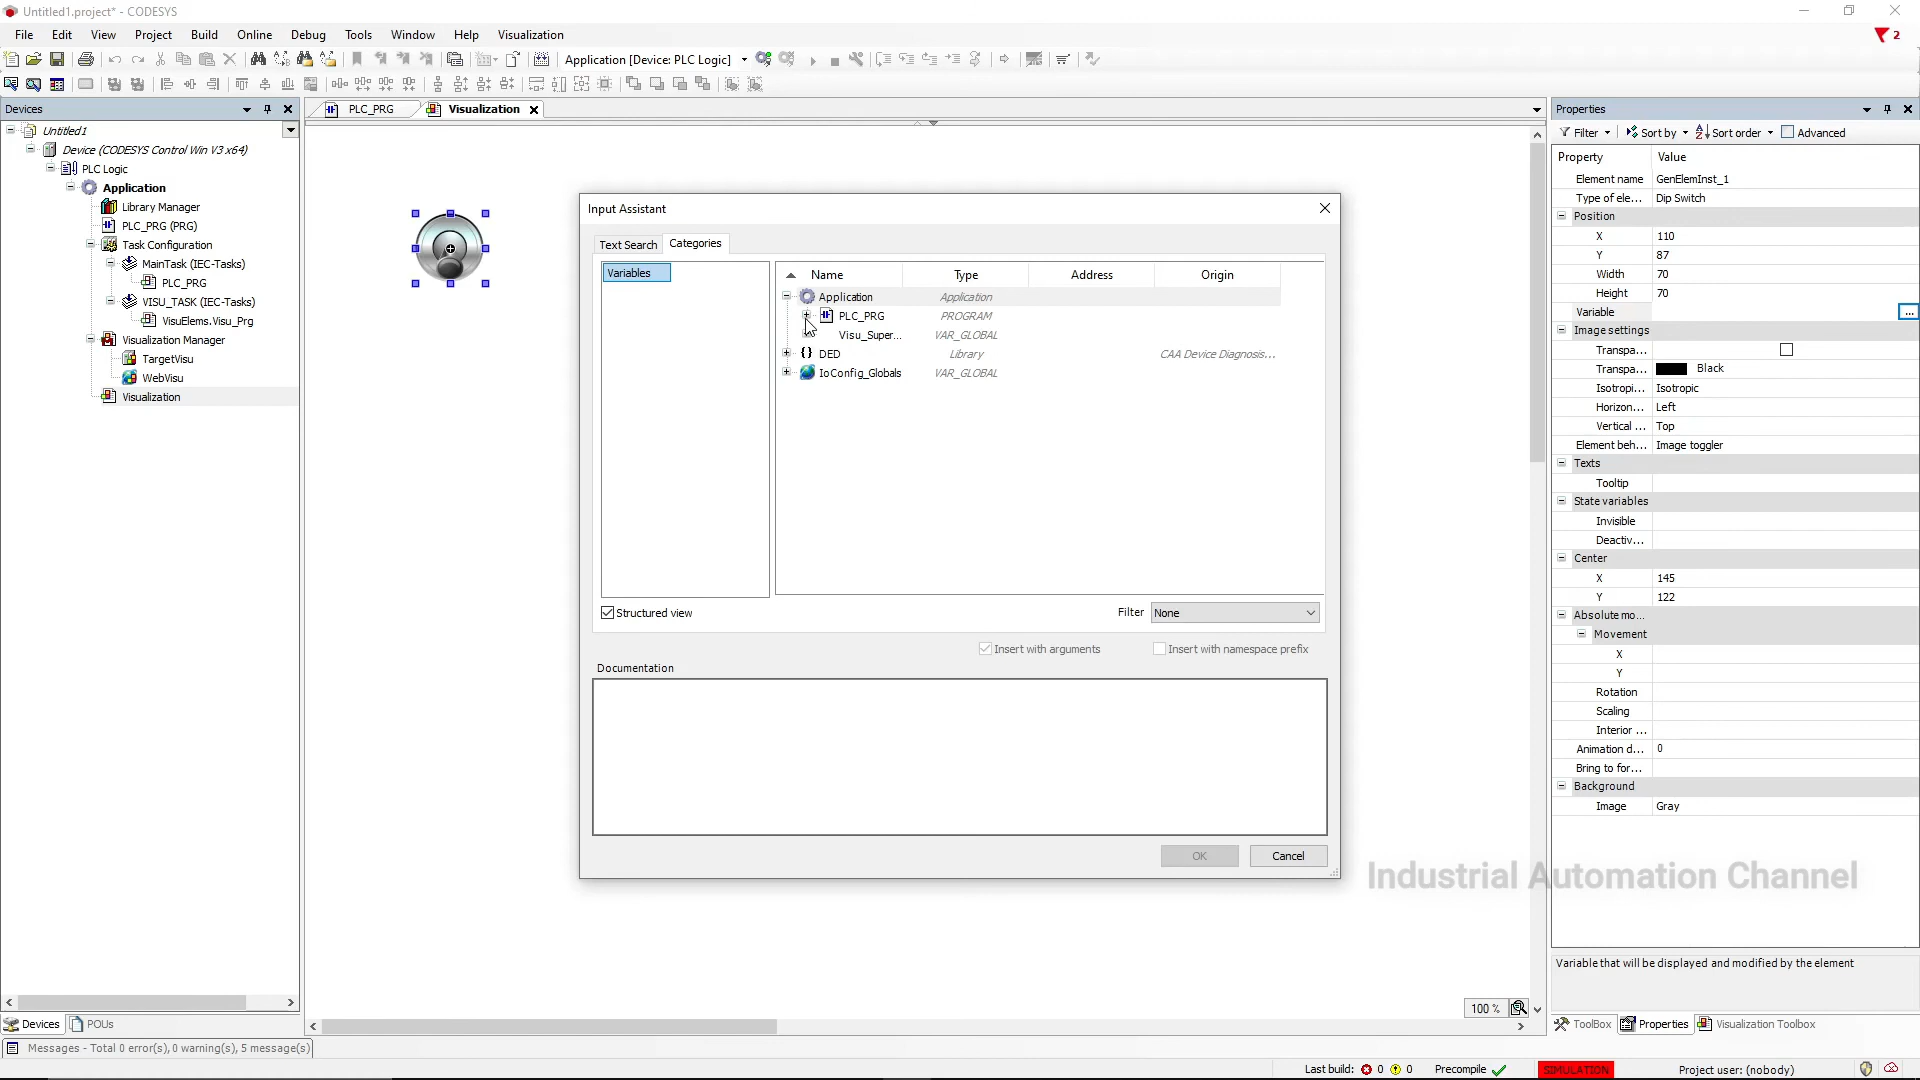 Untitled1.project* - CODESYS
File Edit View Project Build Online Debug Tools Window Help Visualization
2
Application [Device: PLC Logic]
Devices
Untitled1
Device (CODESYS Control Win V3 x64)
PLC Logic
Application
Library Manager
PLC_PRG (PRG)
Task Configuration
MainTask (IEC-Tasks)
PLC_PRG
VISU_TASK (IEC-Tasks)
VisuElems.Visu_Prg
Visualization Manager
TargetVisu
WebVisu
Visualization
Devices POUs
PLC_PRG Visualization
Input Assistant
Text Search Categories
Variables
Name Type Address Origin
Application Application
PLC_PRG PROGRAM
Visu_Super... VAR_GLOBAL
DED Library CAA Device Diagnosis...
IoConfig_Globals VAR_GLOBAL
Structured view
Filter None
Insert with arguments Insert with namespace prefix
Documentation
OK Cancel
100 %
Properties
Filter Sort by Sort order Advanced
Property Value
Element name GenElemInst_1
Type of ele... Dip Switch
Position
X 110
Y 87
Width 70
Height 70
Variable ...
Image settings
Transpa...
Transpa... Black
Isotropi... Isotropic
Horizon... Left
Vertical ... Top
Element beh... Image toggler
Texts
Tooltip
State variables
Invisible
Deactiv...
Center
X 145
Y 122
Absolute mo...
Movement
X
Y
Rotation
Scaling
Interior ...
Animation d... 0
Bring to for...
Background
Image Gray
Industrial Automation Channel
Variable that will be displayed and modified by the element
ToolBox Properties Visualization Toolbox
Messages - Total 0 error(s), 0 warning(s), 5 message(s)
Last build: 0 0 Precompile SIMULATION Project user: (nobody)